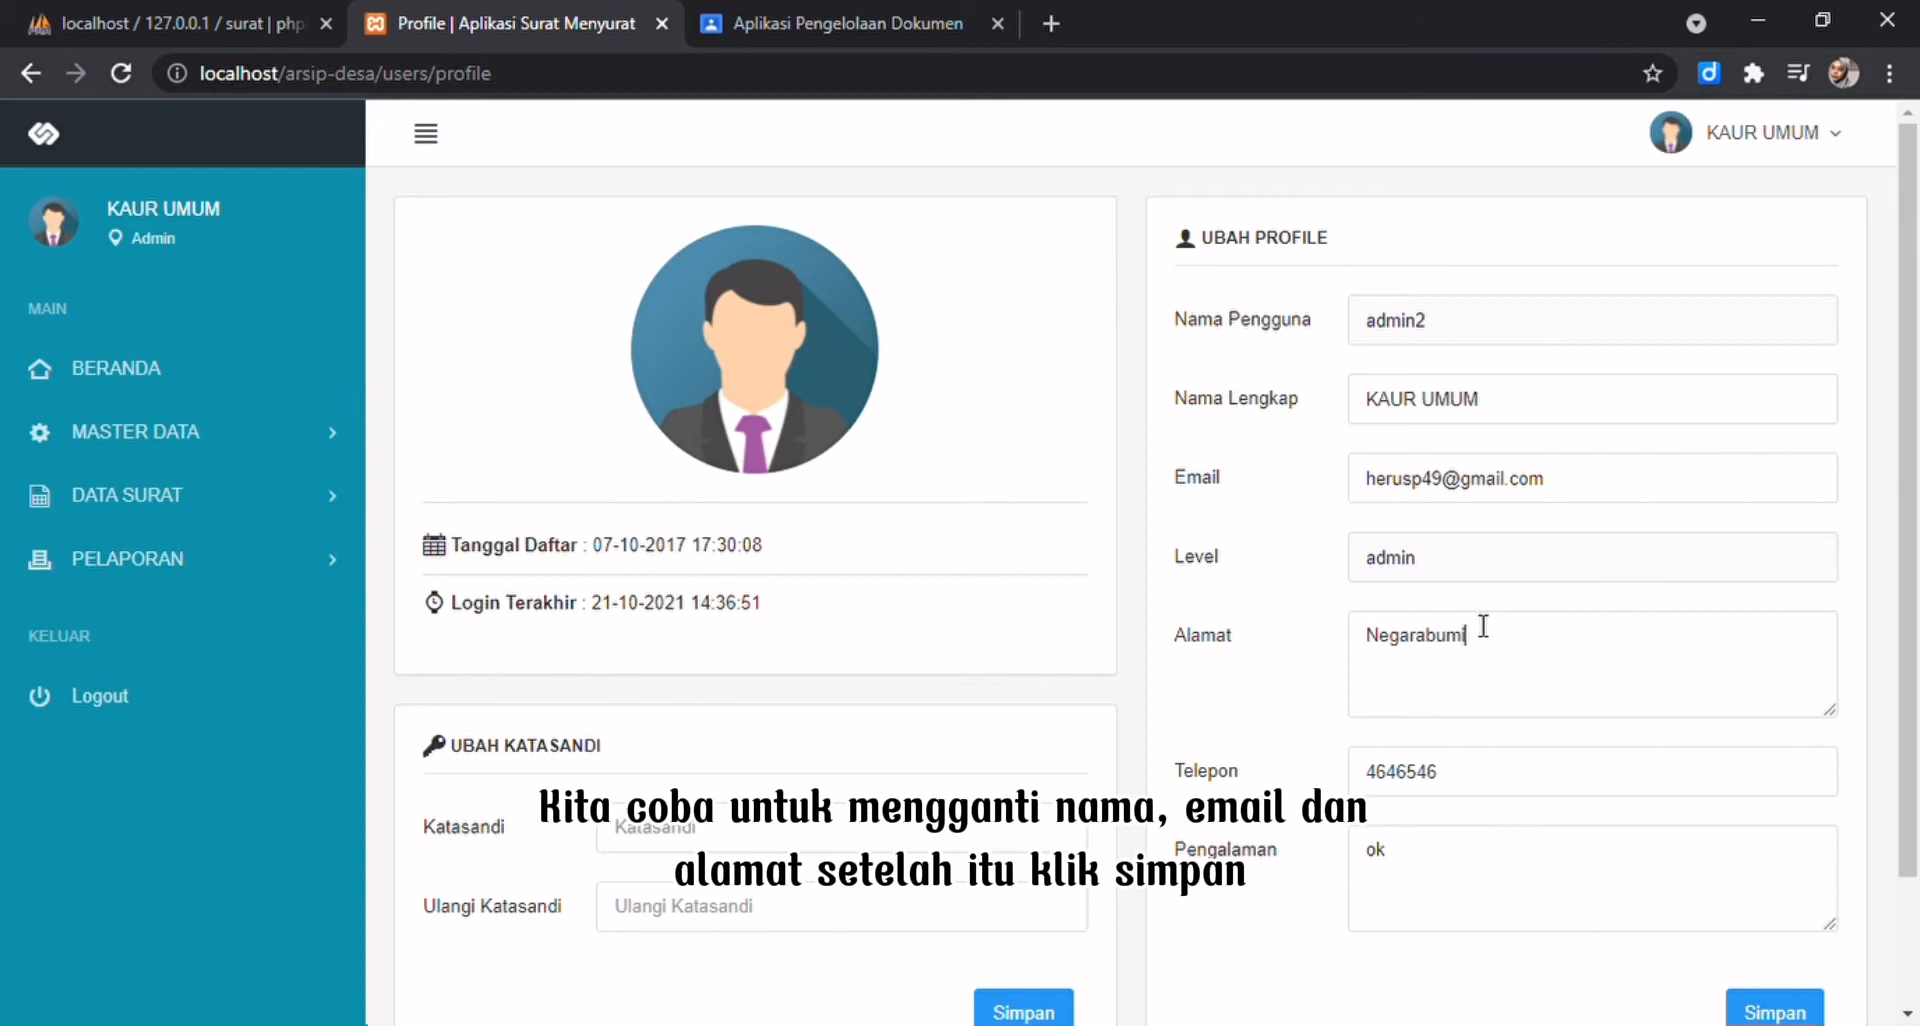 localhost / 127.0.0.1 / surat | php
Profile | Aplikasi Surat Menyurat
Aplikasi Pengelolaan Dokumen
localhost/arsip-desa/users/profile
KAUR UMUM
KAUR UMUM
Admin
MAIN
BERANDA
MASTER DATA
DATA SURAT
PELAPORAN
KELUAR
Logout
Tanggal Daftar : 07-10-2017 17:30:08
Login Terakhir : 21-10-2021 14:36:51
UBAH KATASANDI
Katasandi
Katasandi
Ulangi Katasandi
Ulangi Katasandi
Simpan
UBAH PROFILE
Nama Pengguna
admin2
Nama Lengkap
KAUR UMUM
Email
herusp49@gmail.com
Level
admin
Alamat
Negarabumi
Telepon
4646546
Pengalaman
ok
Simpan
Kita coba untuk mengganti nama, email dan
alamat setelah itu klik simpan